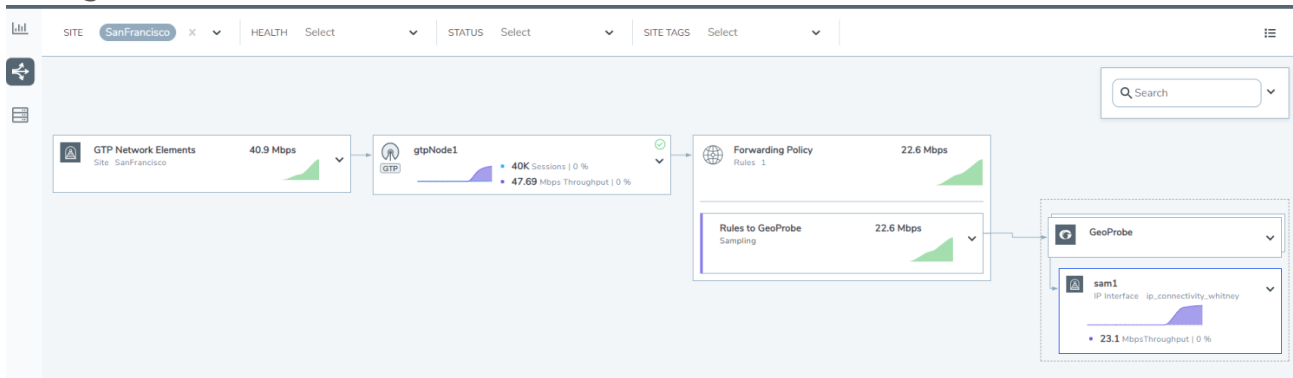 SITE SanFrancisco × HEALTH Select STATUS Select SITE TAGS Select
Search
GTP Network Elements 40.9 Mbps
Site SanFrancisco
gtpNode1
GTP
40K Sessions | 0 %
47.69 Mbps Throughput | 0 %
Forwarding Policy 22.6 Mbps
Rules 1
Rules to GeoProbe 22.6 Mbps
Sampling
GeoProbe
sam1
IP Interface ip_connectivity_whitney
23.1 MbpsThroughput | 0 %